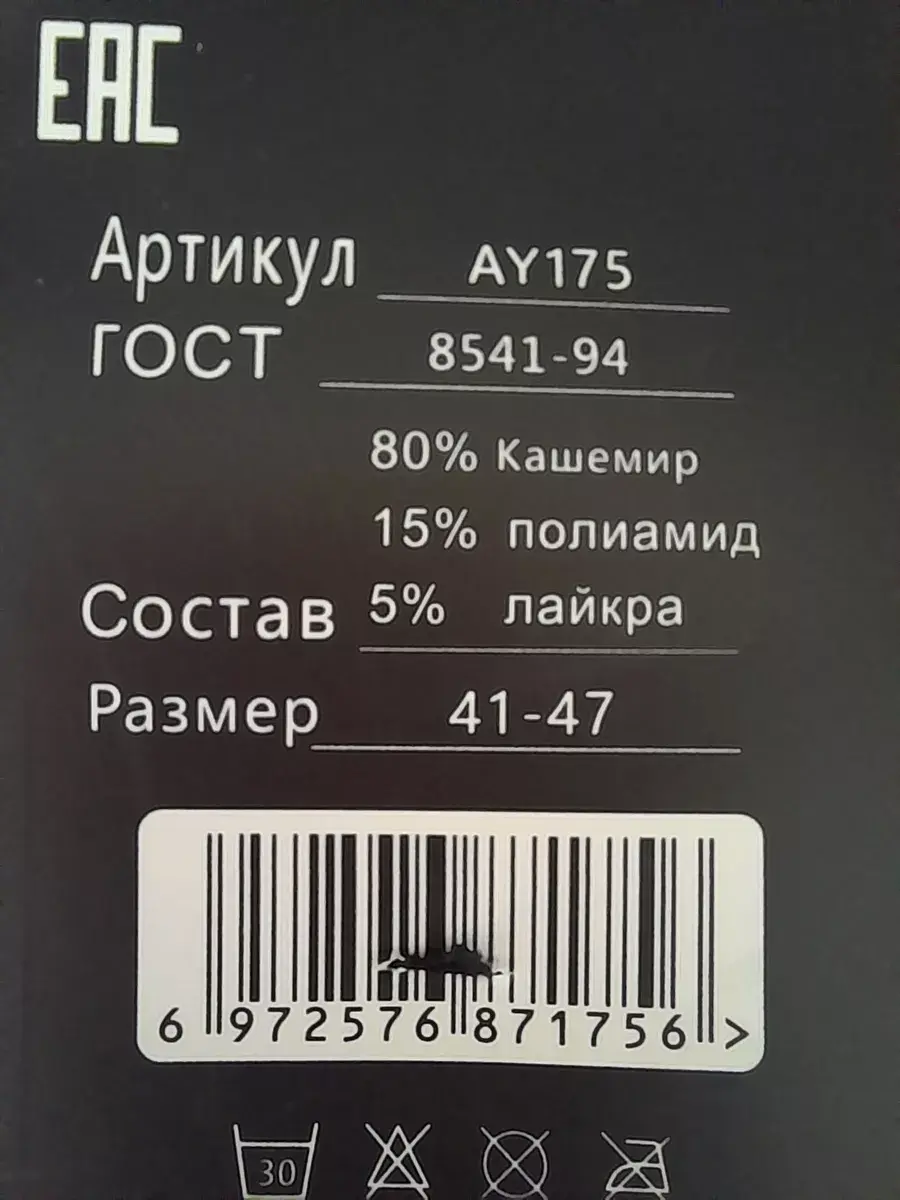 EAC
Артикул AY175
ГОСТ 8541-94
80% Кашемир
15% полиамид
Состав 5% лайкра
Размер 41-47
6 972576 871756 >
30